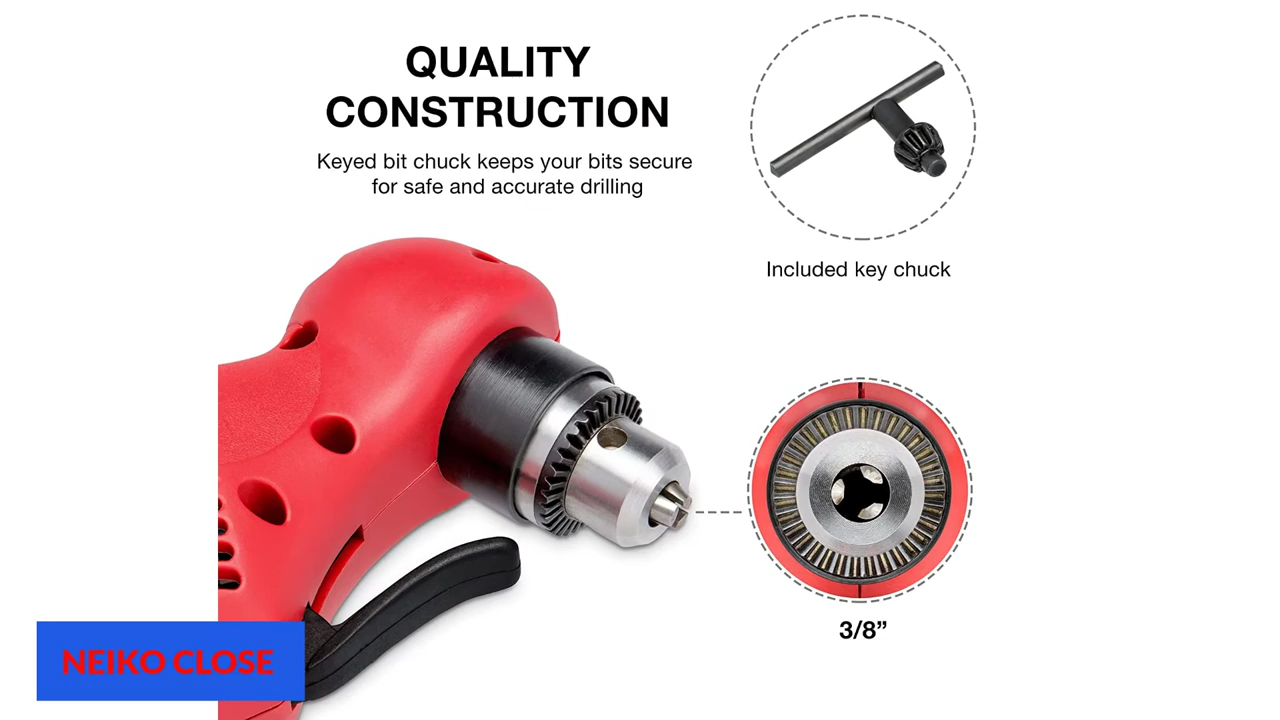 QUALITY
CONSTRUCTION
Keyed bit chuck keeps your bits secure
for safe and accurate drilling
Included key chuck
3/8”
NEIKO CLOSE